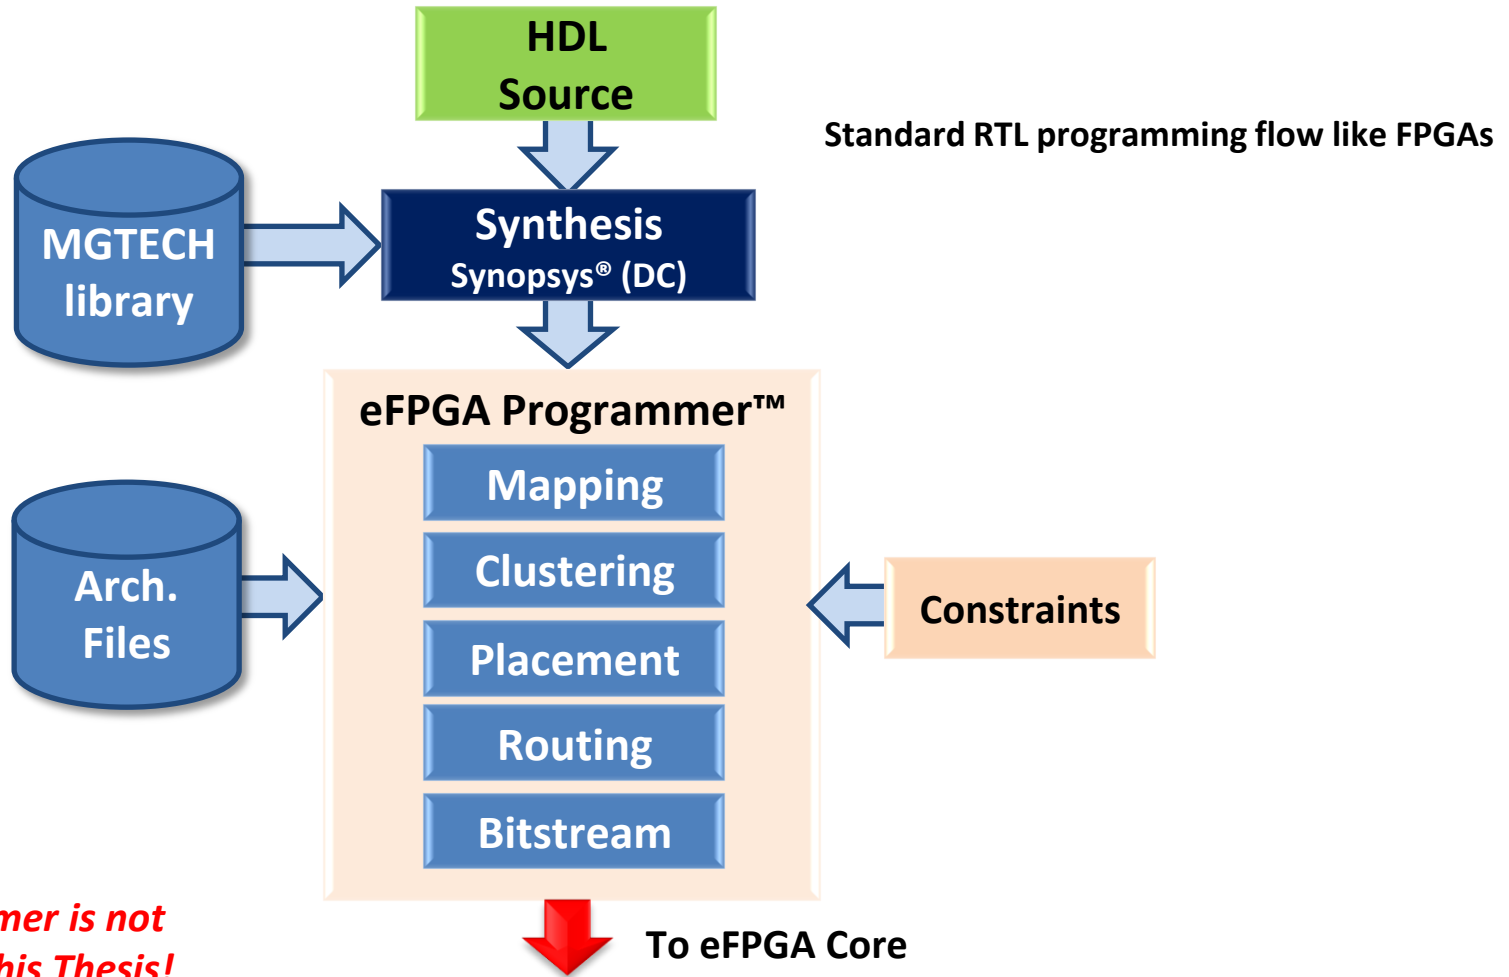 HDL
Source
Standard RTL programming flow like FPGAs
MGTECH
library
Synthesis
Synopsys® (DC)
eFPGA Programmer™
Mapping
Clustering
Placement
Routing
Bitstream
Arch.
Files
Constraints
mer is not
his Thesis!
To eFPGA Core